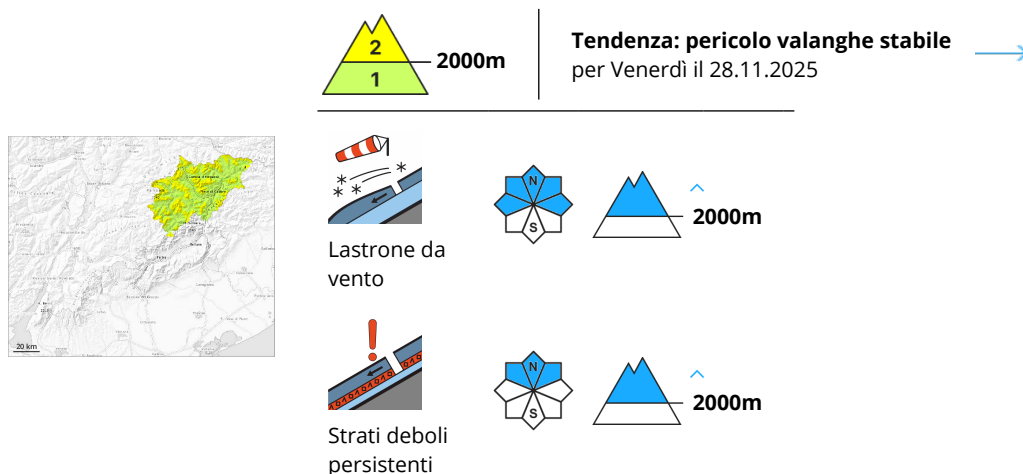 2
1
2000m
Tendenza: pericolo valanghe stabile
per Venerdì il 28.11.2025
20 km
N
S
2000m
Lastrone da
vento
N
S
2000m
Strati deboli
persistenti